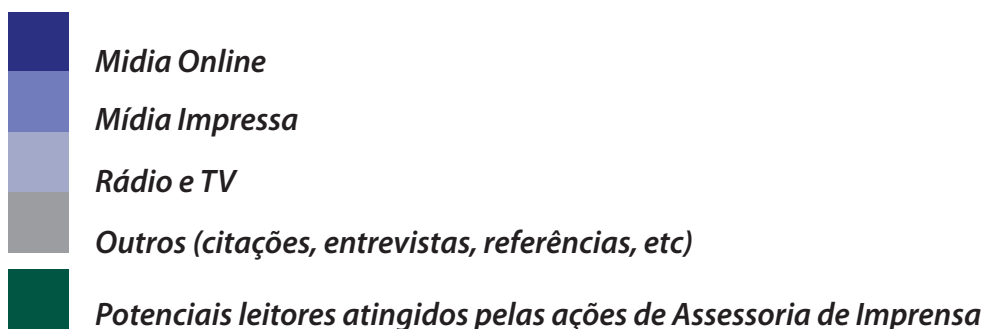 Midia Online
Mídia Impressa
Rádio e TV
Outros (citações, entrevistas, referências, etc)
Potenciais leitores atingidos pelas ações de Assessoria de Imprensa